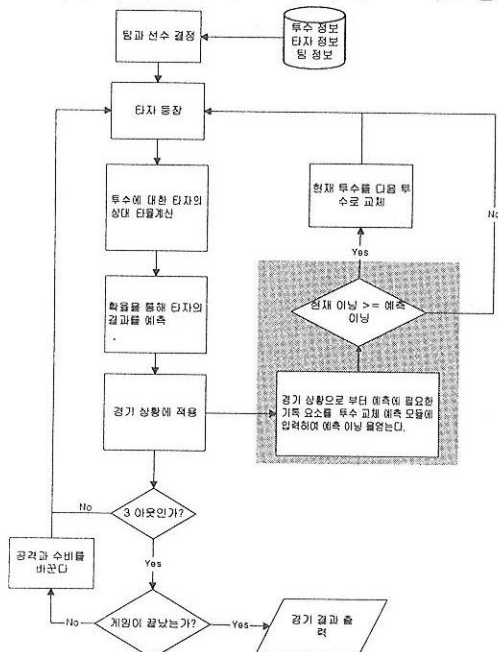 팀과 선수 결정
투수 정보
타자 정보
팀 정보
타자 등장
투수에 대한 타자의
상대 타율계산
현재 투수를 다음 투
수로 교체
No
Yes
확률을 통해 타자의
결과를 예측
현재 이닝 >= 예측
이닝
경기 상황에 적용
경기 상황으로 부터 예측에 필요한
기록 요소를 투수 교체 예측 모듈에
입력하여 예측 이닝 을얻는다.
3 아웃인가?
No
공격과 수비를
바꾼다
Yes
게임이 끝났는가?
No
Yes
경기 결과 출
력